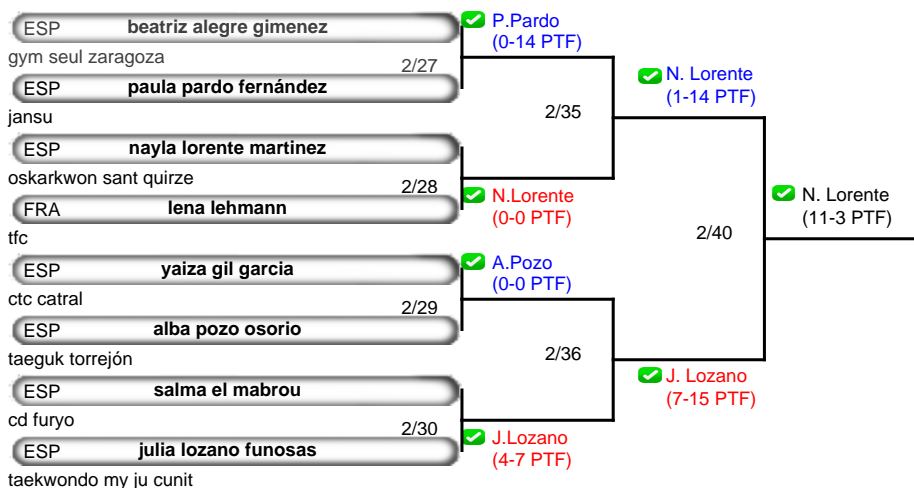 ESP beatriz alegre gimenez
gym seul zaragoza
2/27
P.Pardo
(0-14 PTF)
ESP paula pardo fernández
jansu
2/35
N. Lorente
(1-14 PTF)
ESP nayla lorente martinez
oskarkwon sant quirze
2/28
N.Lorente
(0-0 PTF)
FRA lena lehmann
tfc
2/40
N. Lorente
(11-3 PTF)
ESP yaiza gil garcia
ctc catral
2/29
A.Pozo
(0-0 PTF)
ESP alba pozo osorio
taeguk torrejón
2/36
J. Lozano
(7-15 PTF)
ESP salma el mabrou
cd furyo
2/30
J.Lozano
(4-7 PTF)
ESP julia lozano funosas
taekwondo my ju cunit